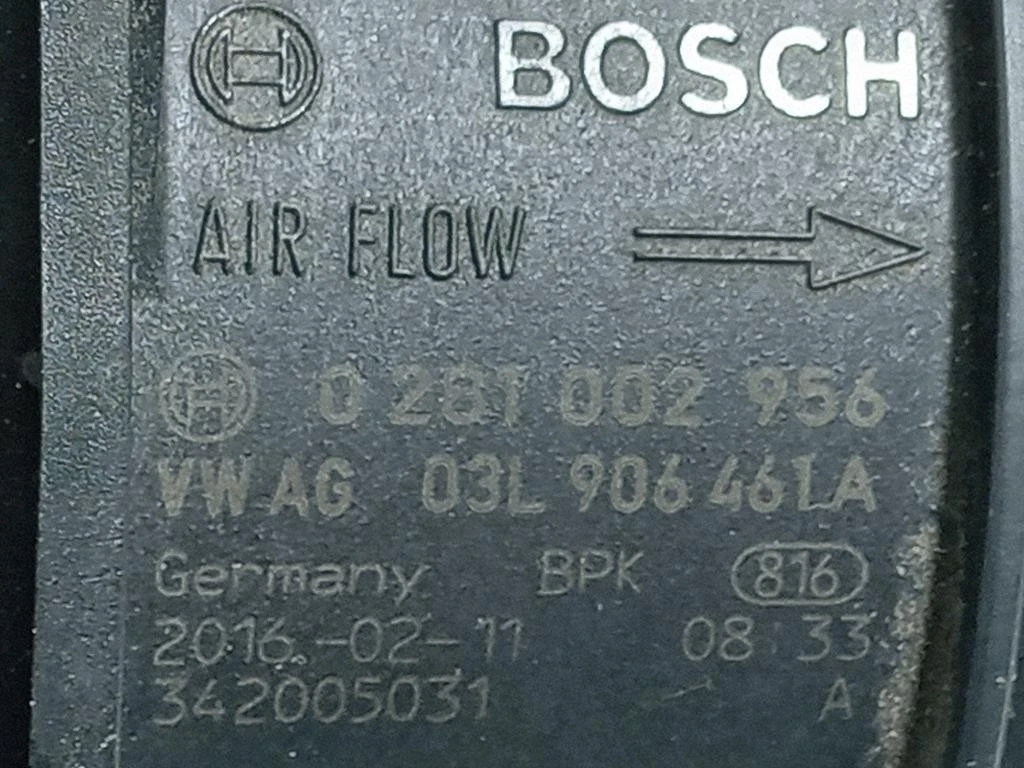 BOSCH
AIR FLOW
0 281 002 956
VW AG 03L 906 461A
Germany BPK 816
2016-02-11 08:33
342005031 A